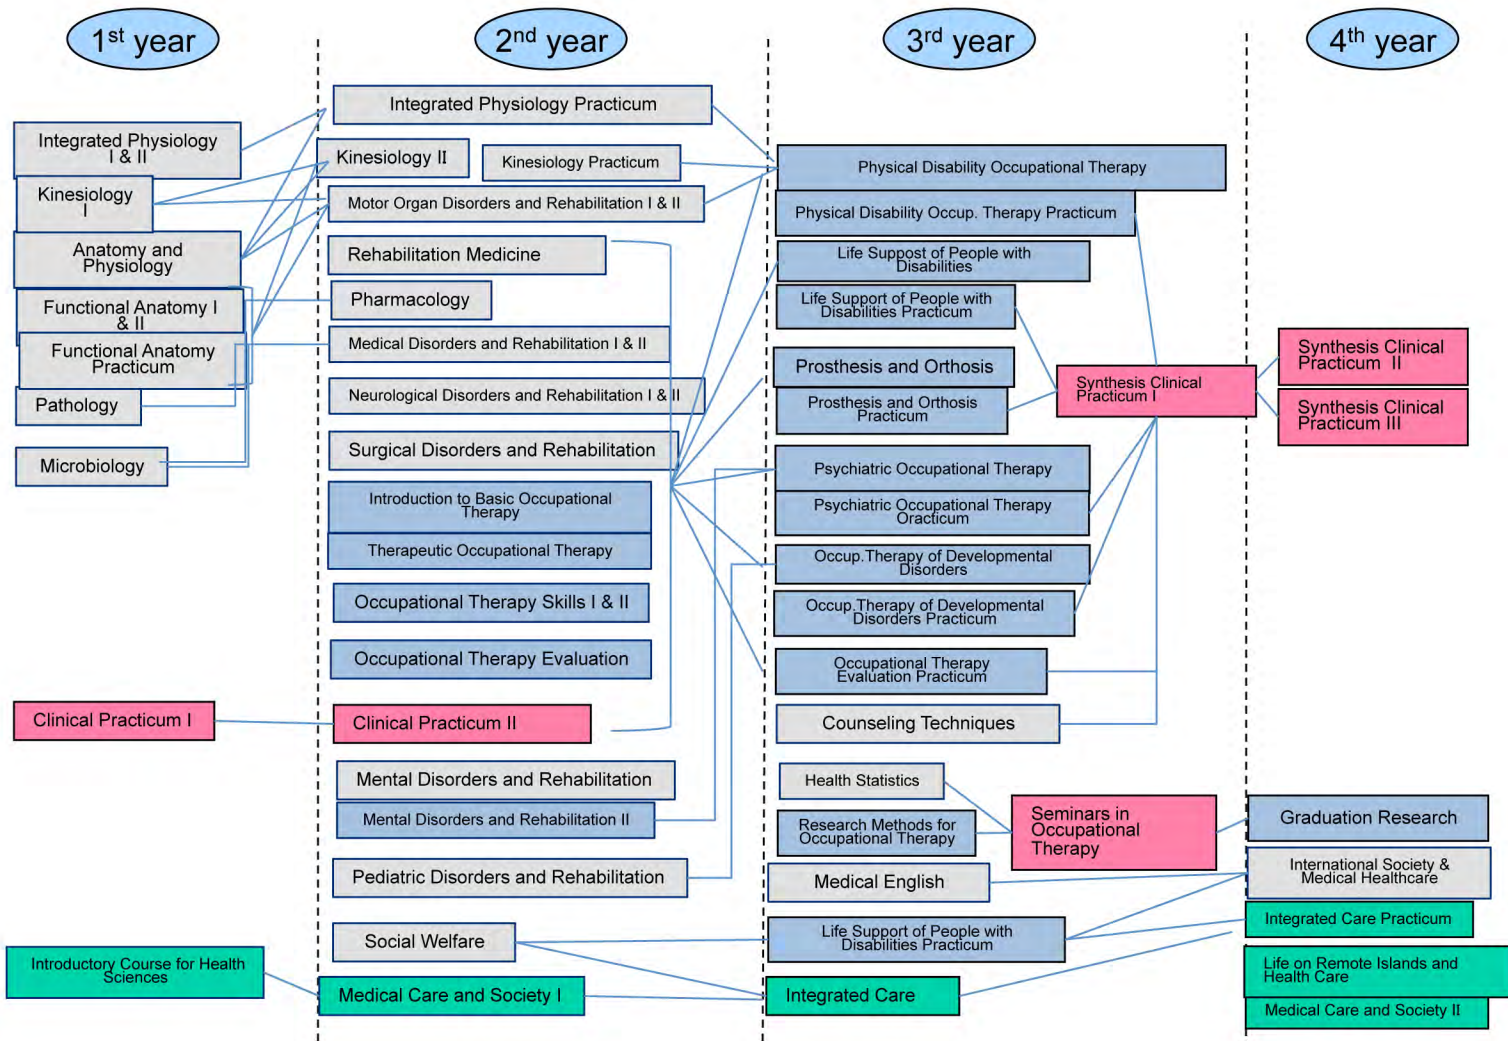 1st year
2nd year
3rd year
4th year
Integrated Physiology
I & II
Kinesiology
I
Anatomy and
Physiology
Functional Anatomy I
& II
Functional Anatomy
Practicum
Pathology
Microbiology
Clinical Practicum I
Introductory Course for Health
Sciences
Integrated Physiology Practicum
Kinesiology II
Kinesiology Practicum
Motor Organ Disorders and Rehabilitation I & II
Rehabilitation Medicine
Pharmacology
Medical Disorders and Rehabilitation I & II
Neurological Disorders and Rehabilitation I & II
Surgical Disorders and Rehabilitation
Introduction to Basic Occupational
Therapy
Therapeutic Occupational Therapy
Occupational Therapy Skills I & II
Occupational Therapy Evaluation
Clinical Practicum II
Mental Disorders and Rehabilitation
Mental Disorders and Rehabilitation II
Pediatric Disorders and Rehabilitation
Social Welfare
Medical Care and Society I
Physical Disability Occupational Therapy
Physical Disability Occup. Therapy Practicum
Life Suppost of People with
Disabilities
Life Support of People with
Disabilities Practicum
Prosthesis and Orthosis
Prosthesis and Orthosis
Practicum
Synthesis Clinical
Practicum I
Psychiatric Occupational Therapy
Psychiatric Occupational Therapy
Oracticum
Occup.Therapy of Developmental
Disorders
Occup.Therapy of Developmental
Disorders Practicum
Occupational Therapy
Evaluation Practicum
Counseling Techniques
Health Statistics
Research Methods for
Occupational Therapy
Seminars in
Occupational
Therapy
Medical English
Life Support of People with
Disabilities Practicum
Integrated Care
Synthesis Clinical
Practicum II
Synthesis Clinical
Practicum III
Graduation Research
International Society &
Medical Healthcare
Integrated Care Practicum
Life on Remote Islands and
Health Care
Medical Care and Society II